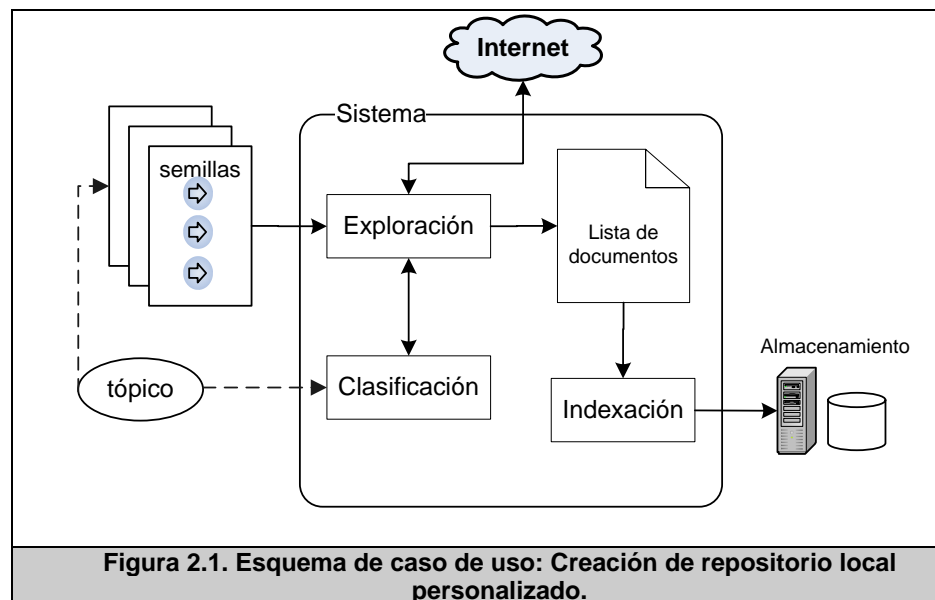 Internet
Sistema
semillas
Exploración
Lista de
documentos
tópico
Clasificación
Indexación
Almacenamiento
Figura 2.1. Esquema de caso de uso: Creación de repositorio local
personalizado.